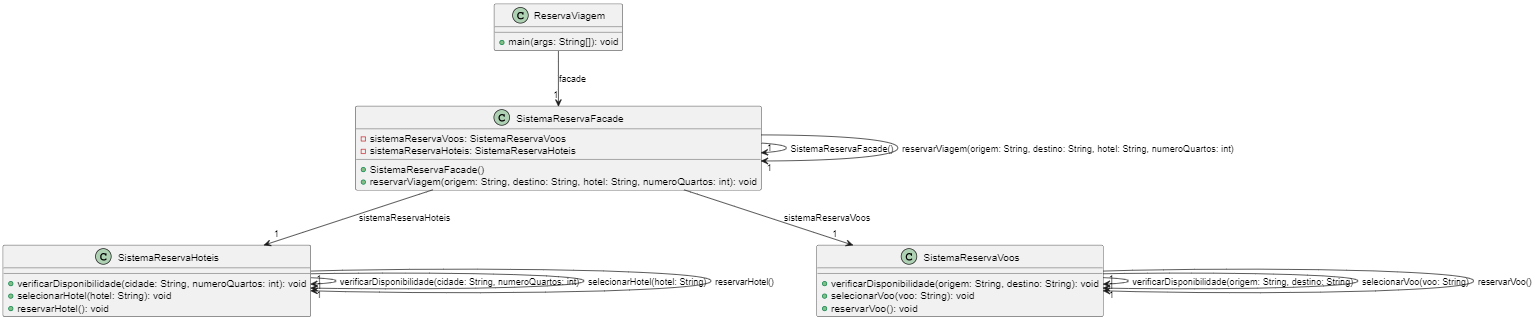 C ReservaViagem
main(args: String[]): void
facade
1
C SistemaReservaFacade
sistemaReservaVoos: SistemaReservaVoos
sistemaReservaHoteis: SistemaReservaHoteis
SistemaReservaFacade()
reservarViagem(origem: String, destino: String, hotel: String, numeroQuartos: int): void
1
SistemaReservaFacade()
reservarViagem(origem: String, destino: String, hotel: String, numeroQuartos: int)
1
sistemaReservaHoteis
1
sistemaReservaVoos
1
C SistemaReservaHoteis
verificarDisponibilidade(cidade: String, numeroQuartos: int): void
selecionarHotel(hotel: String): void
reservarHotel(): void
1
verificarDisponibilidade(cidade: String, numeroQuartos: int)
selecionarHotel(hotel: String)
reservarHotel()
1
C SistemaReservaVoos
verificarDisponibilidade(origem: String, destino: String): void
selecionarVoo(voo: String): void
reservarVoo(): void
1
verificarDisponibilidade(origem: String, destino: String)
selecionarVoo(voo: String)
reservarVoo()
1